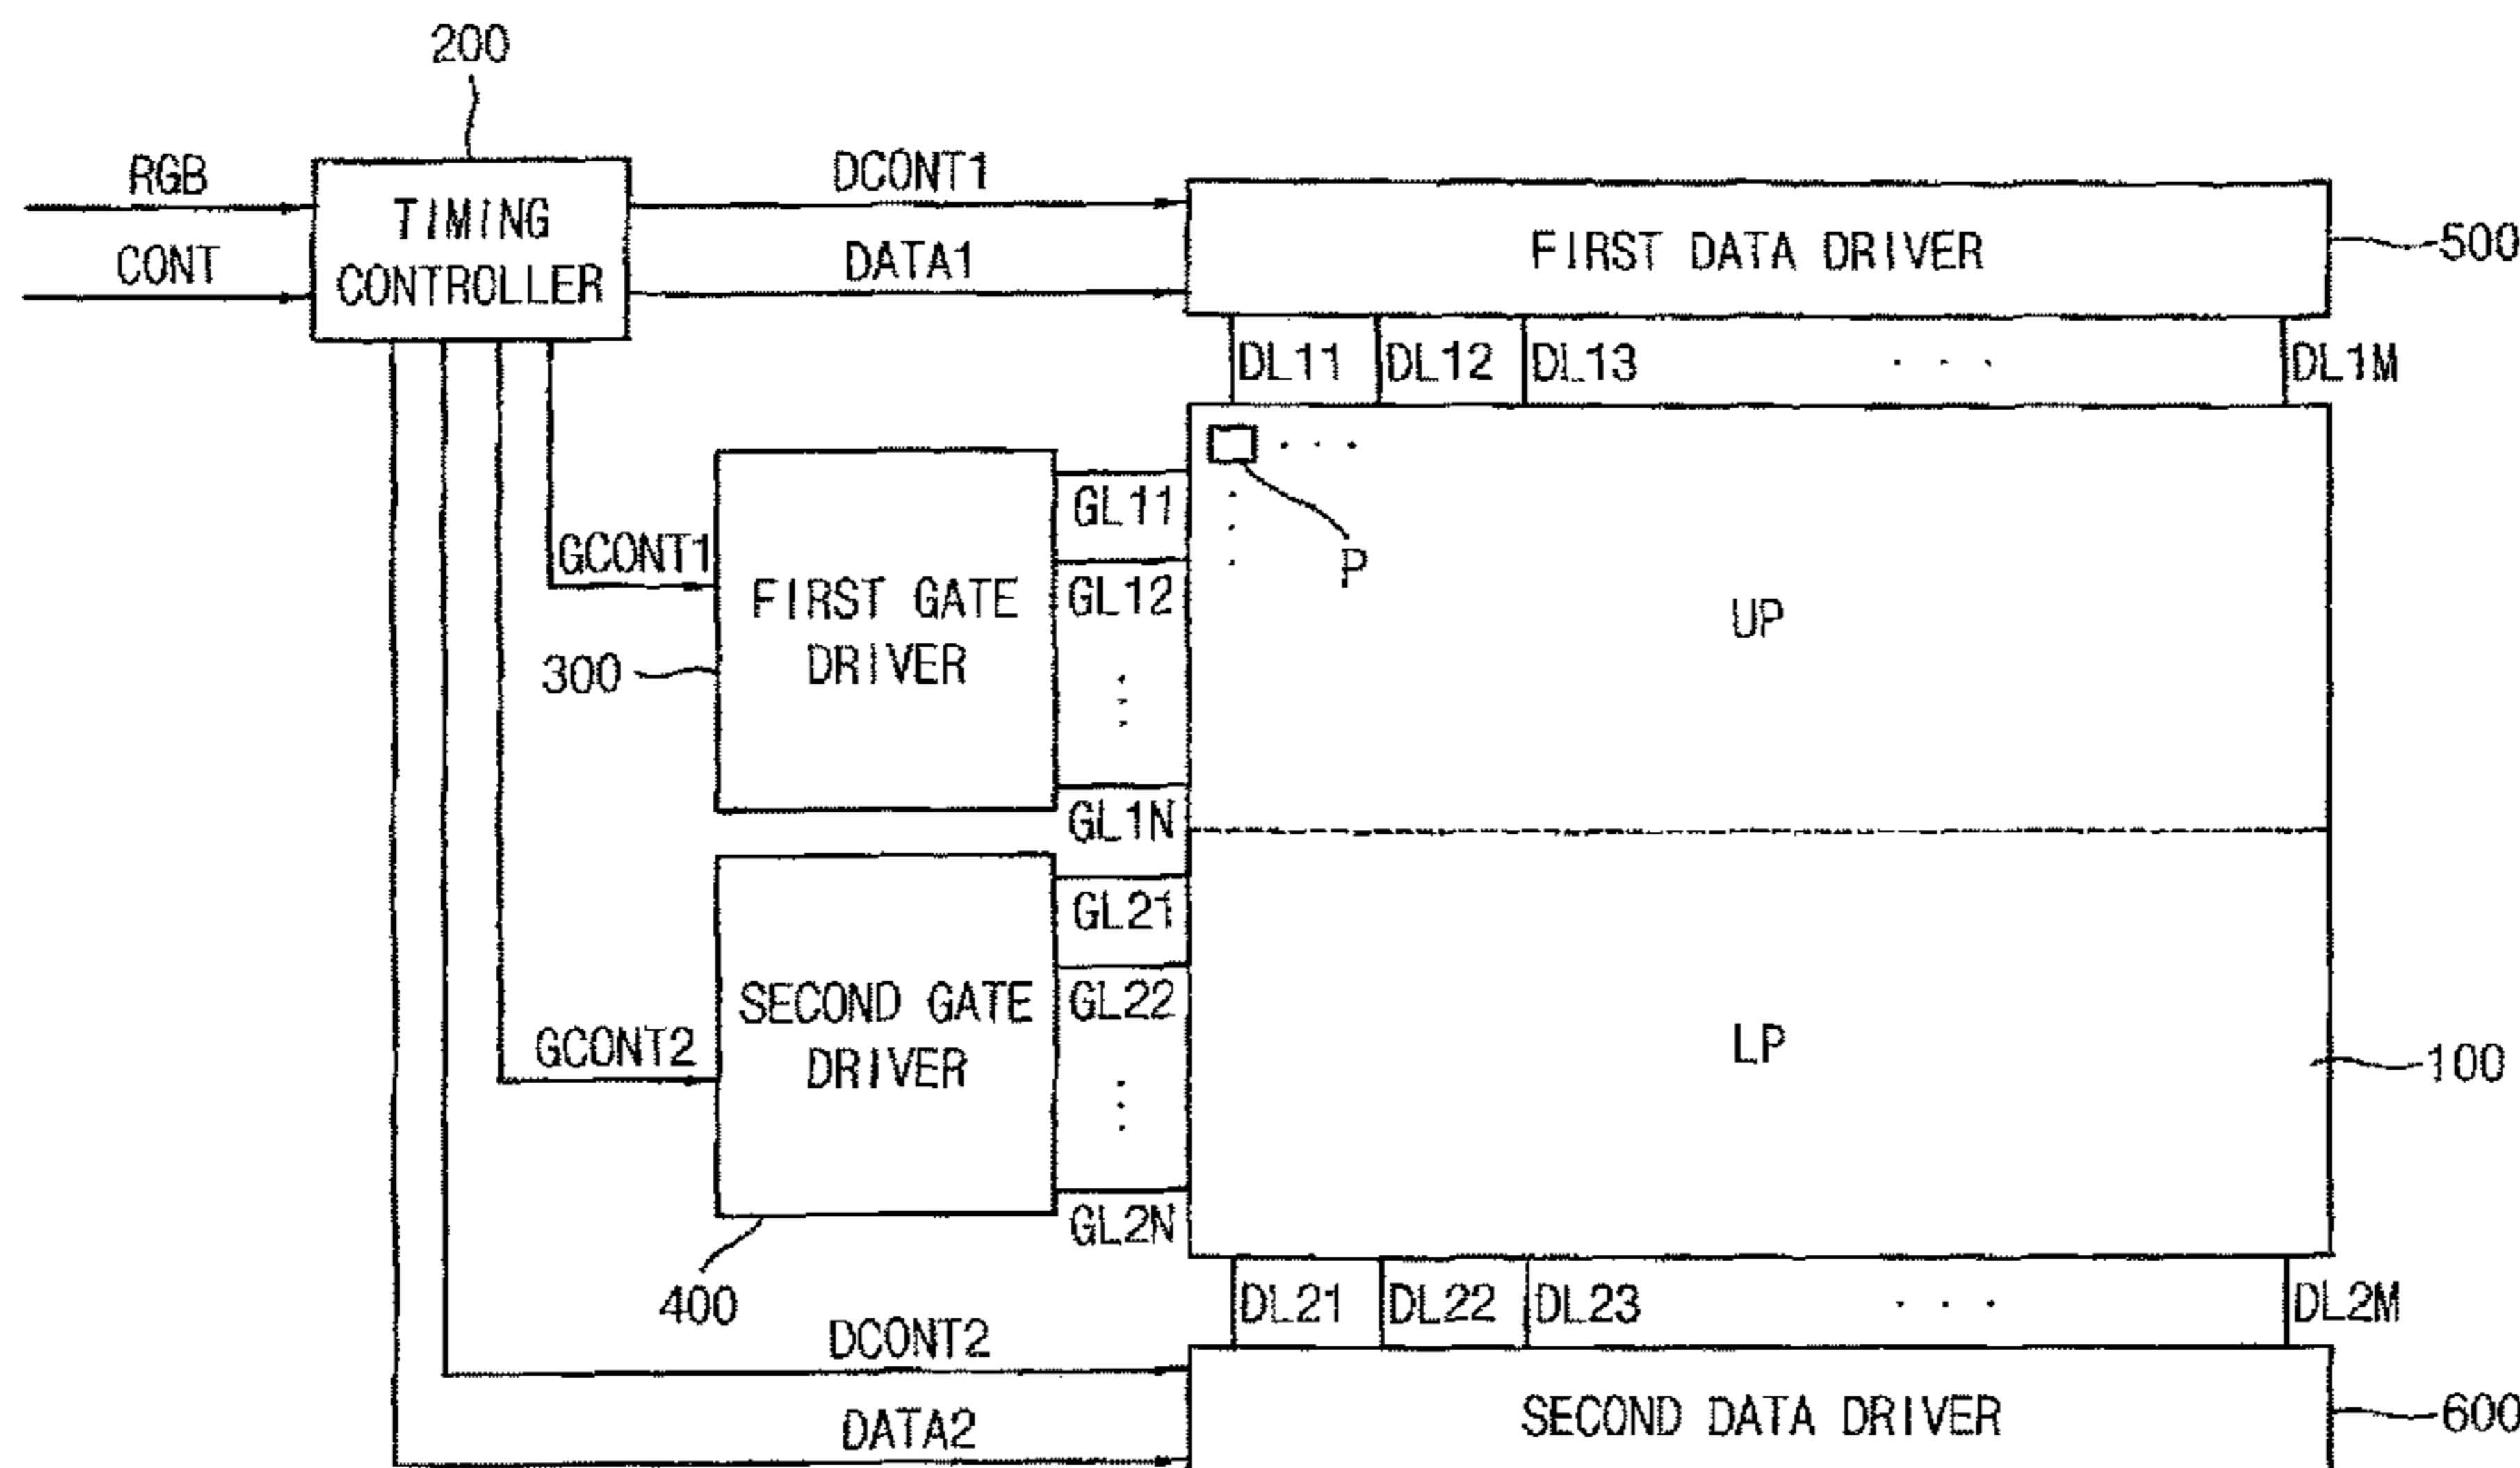 200
RGB
CONT
TIMING
CONTROLLER
DCONT1
DATA1
FIRST DATA DRIVER
500
DL11
DL12
DL13
. . .
DL1M
. . .
P
GCONT1
FIRST GATE
DRIVER
300
GL11
GL12
GL1N
UP
GCONT2
SECOND GATE
DRIVER
400
GL21
GL22
GL2N
LP
100
DL21
DL22
DL23
. . .
DL2M
DCONT2
DATA2
SECOND DATA DRIVER
600